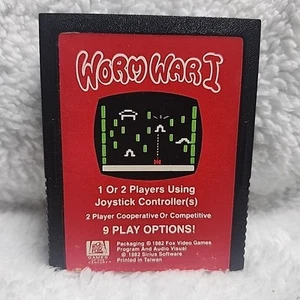 WORM WAR I
1 Or 2 Players Using
Joystick Controller(s)
2 Player Cooperative Or Competitive
9 PLAY OPTIONS!
Packaging © 1982 Fox Video Games
Program And Audio Visual
© 1982 Sirius Software
Printed in Taiwan
GAMES